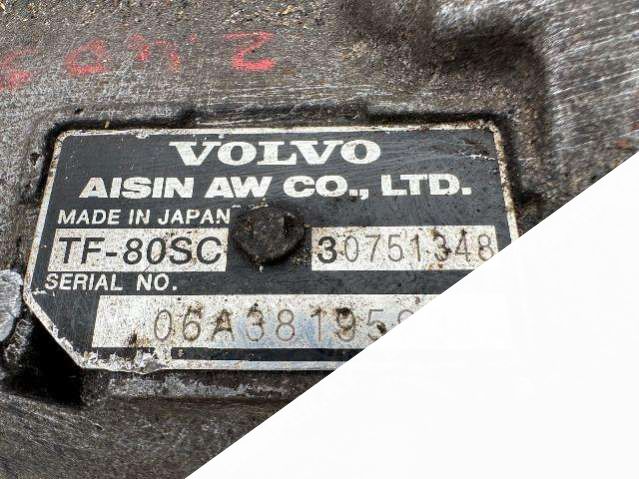 VOLVO
AISIN AW CO., LTD.
MADE IN JAPAN
TF-80SC 30751348
SERIAL NO.